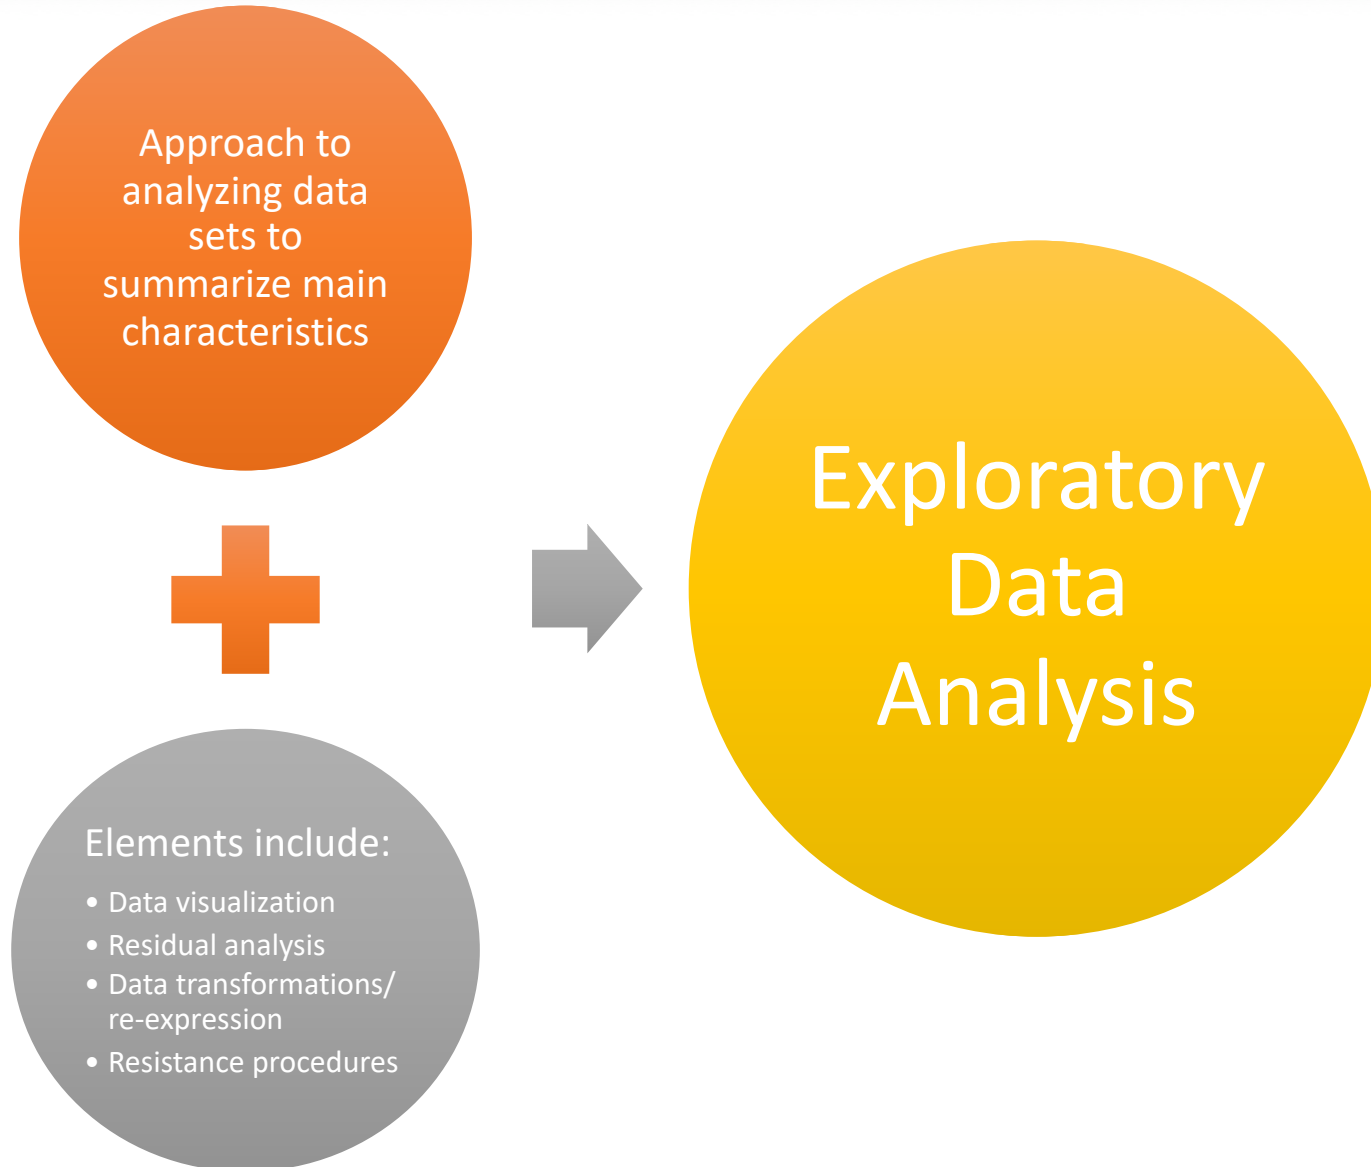 Approach to
analyzing data
sets to
summarize main
characteristics
Elements include:
• Data visualization
• Residual analysis
• Data transformations/
re-expression
• Resistance procedures
Exploratory
Data
Analysis